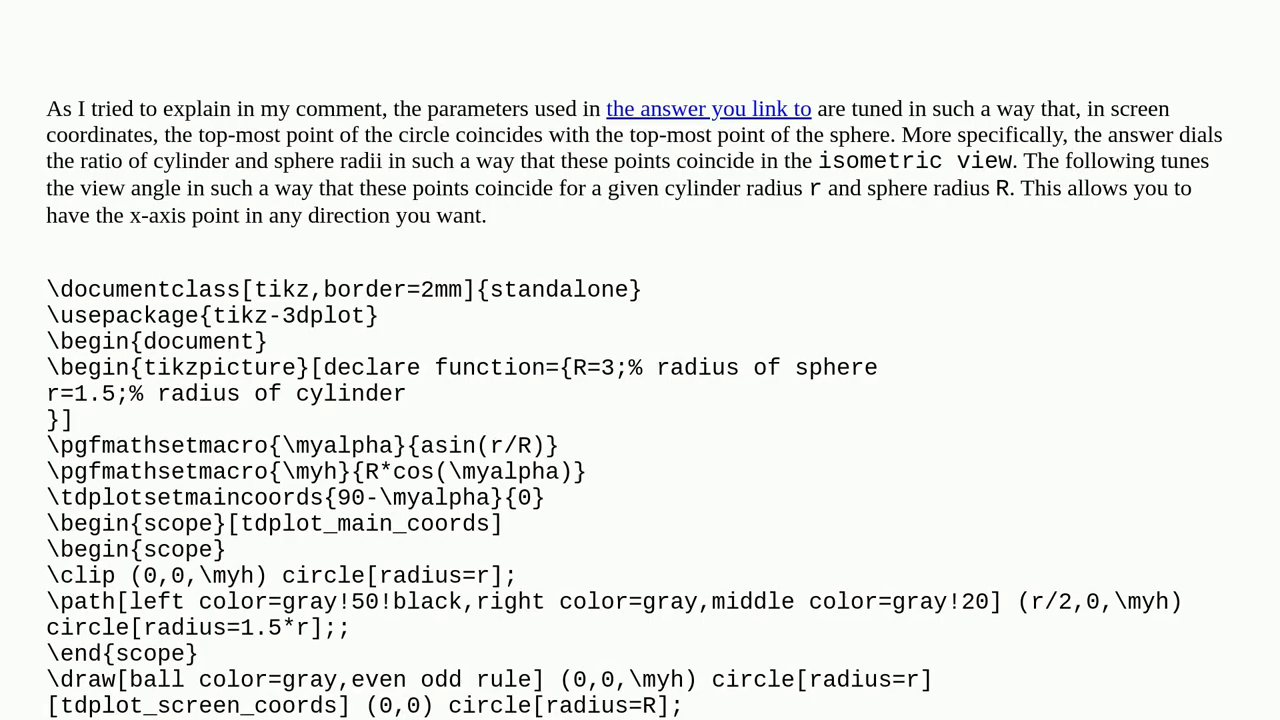 As I tried to explain in my comment, the parameters used in the answer you link to are tuned in such a way that, in screen
coordinates, the top-most point of the circle coincides with the top-most point of the sphere. More specifically, the answer dials
the ratio of cylinder and sphere radii in such a way that these points coincide in the isometric view. The following tunes
the view angle in such a way that these points coincide for a given cylinder radius r and sphere radius R. This allows you to
have the x-axis point in any direction you want.
\documentclass[tikz,border=2mm]{standalone}
\usepackage{tikz-3dplot}
\begin{document}
\begin{tikzpicture}[declare function={R=3;% radius of sphere
r=1.5;% radius of cylinder
}]
\pgfmathsetmacro{\myalpha}{asin(r/R)}
\pgfmathsetmacro{\myh}{R*cos(\myalpha)}
\tdplotsetmaincoords{90-\myalpha}{0}
\begin{scope}[tdplot_main_coords]
\begin{scope}
\clip (0,0,\myh) circle[radius=r];
\path[left color=gray!50!black,right color=gray,middle color=gray!20] (r/2,0,\myh)
circle[radius=1.5*r];;
\end{scope}
\draw[ball color=gray,even odd rule] (0,0,\myh) circle[radius=r]
[tdplot_screen_coords] (0,0) circle[radius=R];